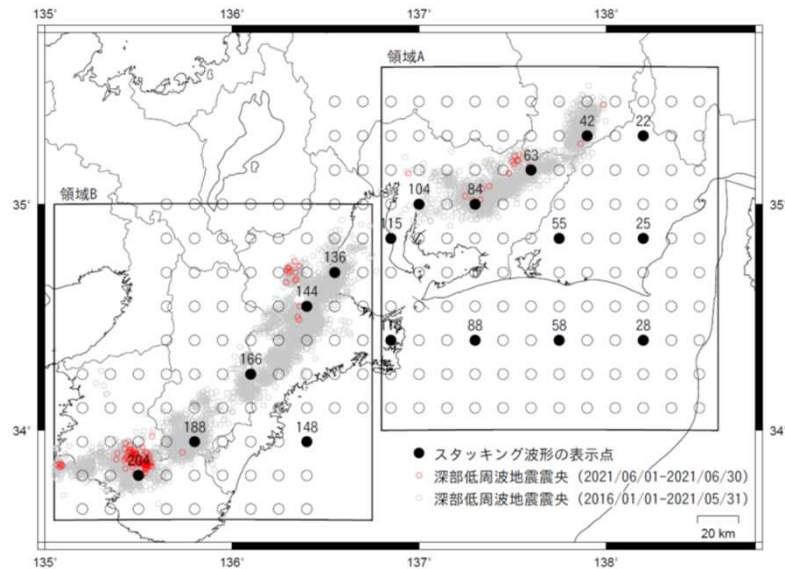 135° 136° 137° 138°
領域A
42 22
63
104 84
35° 35°
領域B
115 55 25
136
144
118 88 58 28
166
34° 188 148 34°
スタッキング波形の表示点
204
深部低周波地震震央(2021/06/01-2021/06/30)
深部低周波地震震央(2016/01/01-2021/05/31)
20 km
135° 136° 137° 138°